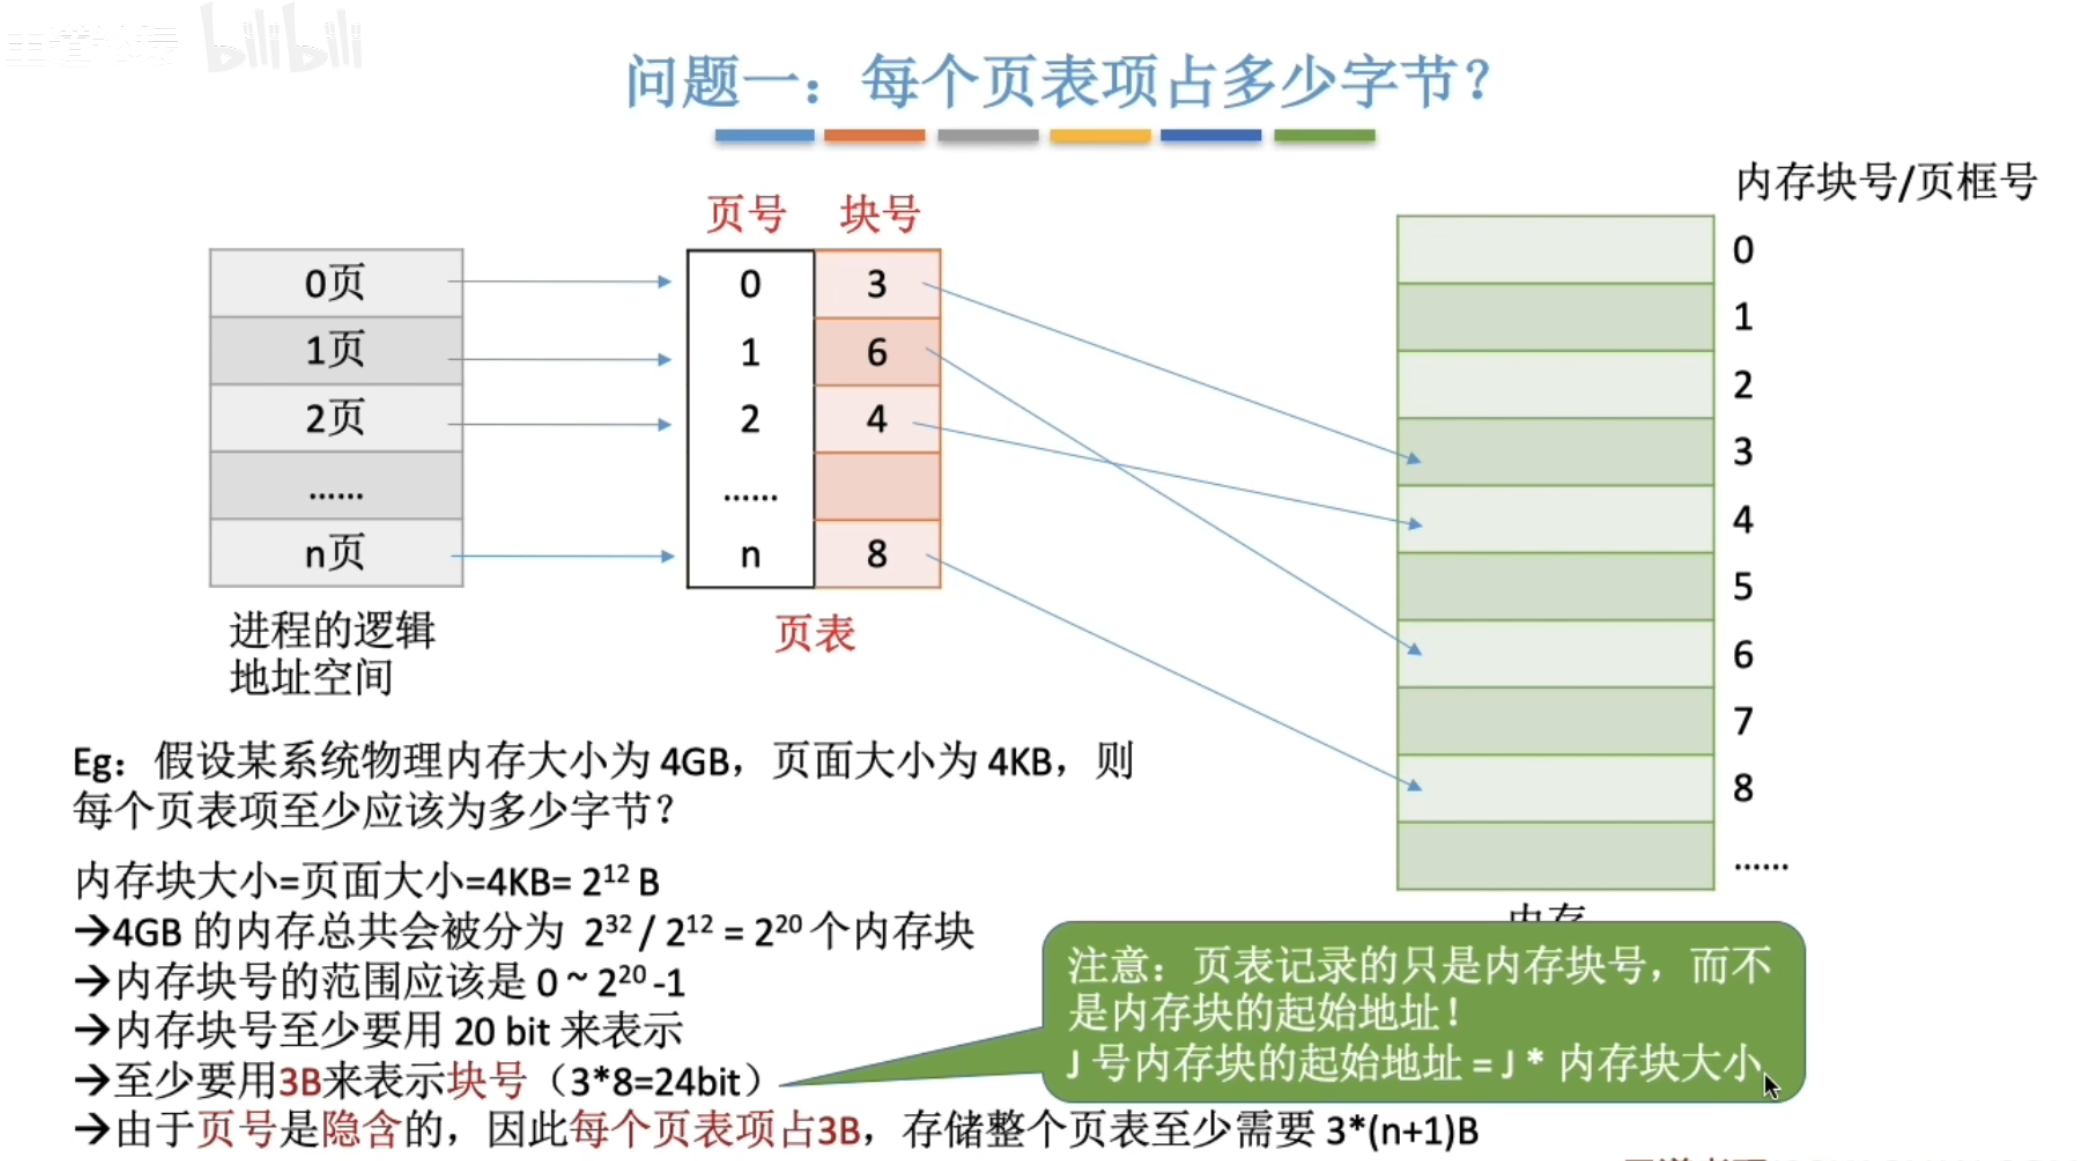 bilibili
问题一：每个页表项占多少字节？
内存块号/页框号
页号 块号
0页
1页
2页
......
n页
进程的逻辑
地址空间
0 3
1 6
2 4
......
n 8
页表
0
1
2
3
4
5
6
7
8
......
内存
Eg：假设某系统物理内存大小为 4GB，页面大小为 4KB，则
每个页表项至少应该为多少字节？
内存块大小=页面大小=4KB= 2¹² B
→4GB 的内存总共会被分为 2³² / 2¹² = 2²⁰ 个内存块
→内存块号的范围应该是 0 ~ 2²⁰ -1
→内存块号至少要用 20 bit 来表示
→至少要用3B来表示块号（3*8=24bit）
→由于页号是隐含的，因此每个页表项占3B，存储整个页表至少需要 3*(n+1)B
注意：页表记录的只是内存块号，而不
是内存块的起始地址！
J 号内存块的起始地址 = J * 内存块大小